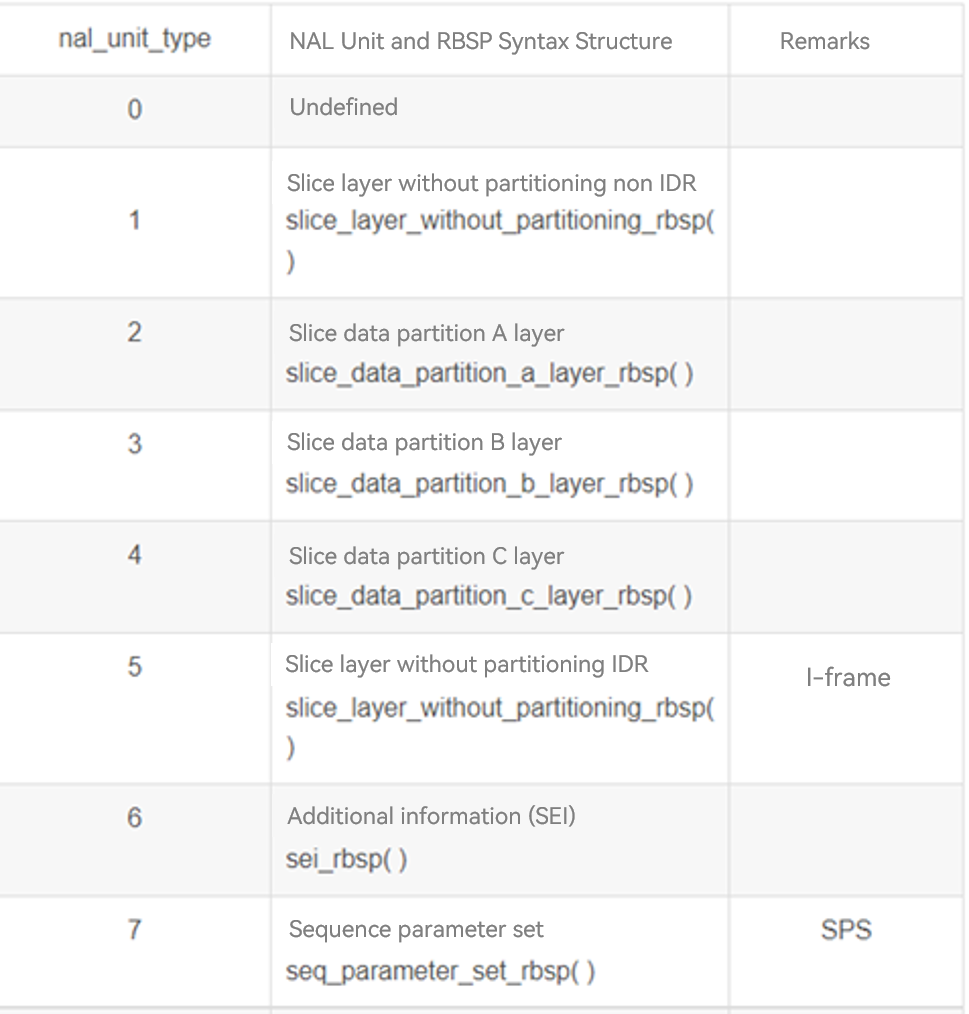 nal_unit_type NAL Unit and RBSP Syntax Structure Remarks
0 Undefined
Slice layer without partitioning non IDR
1 slice_layer_without_partitioning_rbsp(
)
2 Slice data partition A layer
slice_data_partition_a_layer_rbsp( )
3 Slice data partition B layer
slice_data_partition_b_layer_rbsp( )
4 Slice data partition C layer
slice_data_partition_c_layer_rbsp( )
5 Slice layer without partitioning IDR I-frame
slice_layer_without_partitioning_rbsp(
)
6 Additional information (SEI)
sei_rbsp( )
7 Sequence parameter set SPS
seq_parameter_set_rbsp( )